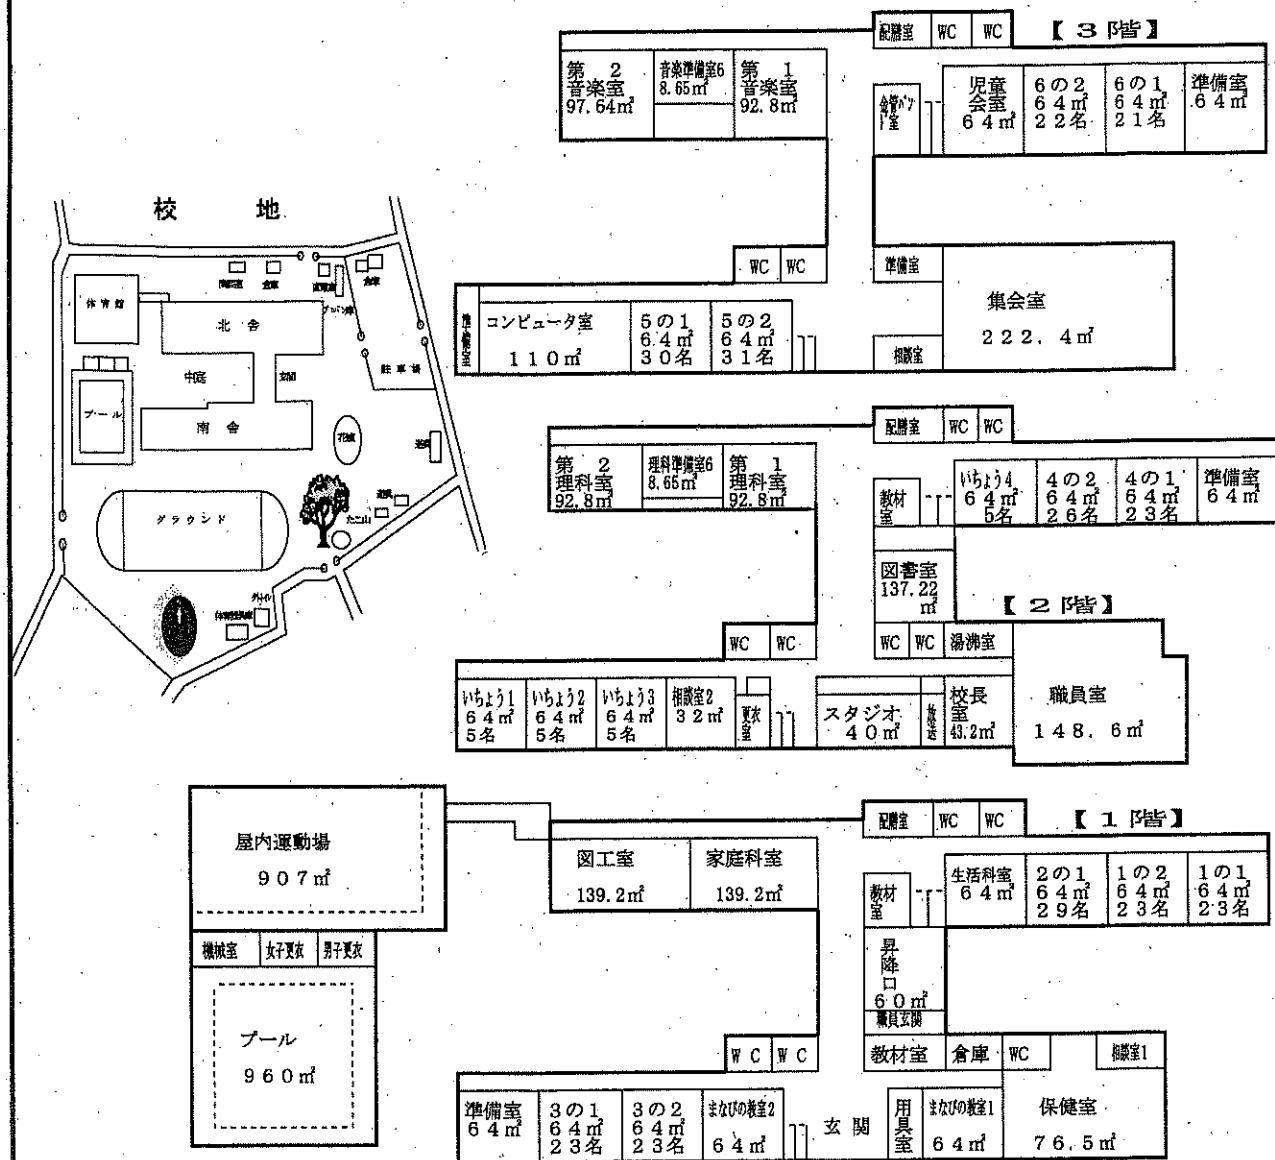 【３階】
配膳室
WC
WC
第 2
音楽室
97.64㎡
音楽準備室6
8.65㎡
第 1
音楽室
92.8㎡
児童
会室
64㎡
6の2
64㎡
22名
6の1
64㎡
21名
準備室
64㎡
WC
WC
準備室
コンピュータ室
110㎡
5の1
64㎡
30名
5の2
64㎡
31名
準備室
相談室
集会室
222.4㎡
校 地
体育館
北 舎
倉庫
倉庫
中庭
玄関
駐車場
プール
南 舎
花壇
グラウンド
たこ山
【２階】
配膳室
WC
WC
第 2
理科室
92.8㎡
理科準備室6
8.65㎡
第 1
理科室
92.8㎡
教材室
いちょう4
64㎡
5名
4の2
64㎡
26名
4の1
64㎡
23名
準備室
64㎡
図書室
137.22
㎡
WC
WC
WC
WC
湯沸室
いちょう1
64㎡
5名
いちょう2
64㎡
5名
いちょう3
64㎡
5名
相談室2
32㎡
更衣室
スタジオ
40㎡
放送
校長
室
43.2㎡
職員室
148.6㎡
【１階】
配膳室
WC
WC
屋内運動場
907㎡
機械室
女子更衣
男子更衣
プール
960㎡
図工室
139.2㎡
家庭科室
139.2㎡
教材室
生活科室
64㎡
2の1
64㎡
29名
1の2
64㎡
23名
1の1
64㎡
23名
昇降口
60㎡
職員玄関
WC
WC
教材室
倉庫
WC
相談室1
準備室
64㎡
3の1
64㎡
23名
3の2
64㎡
23名
まなびの教室2
64㎡
玄関
用具室
まなびの教室1
64㎡
保健室
76.5㎡